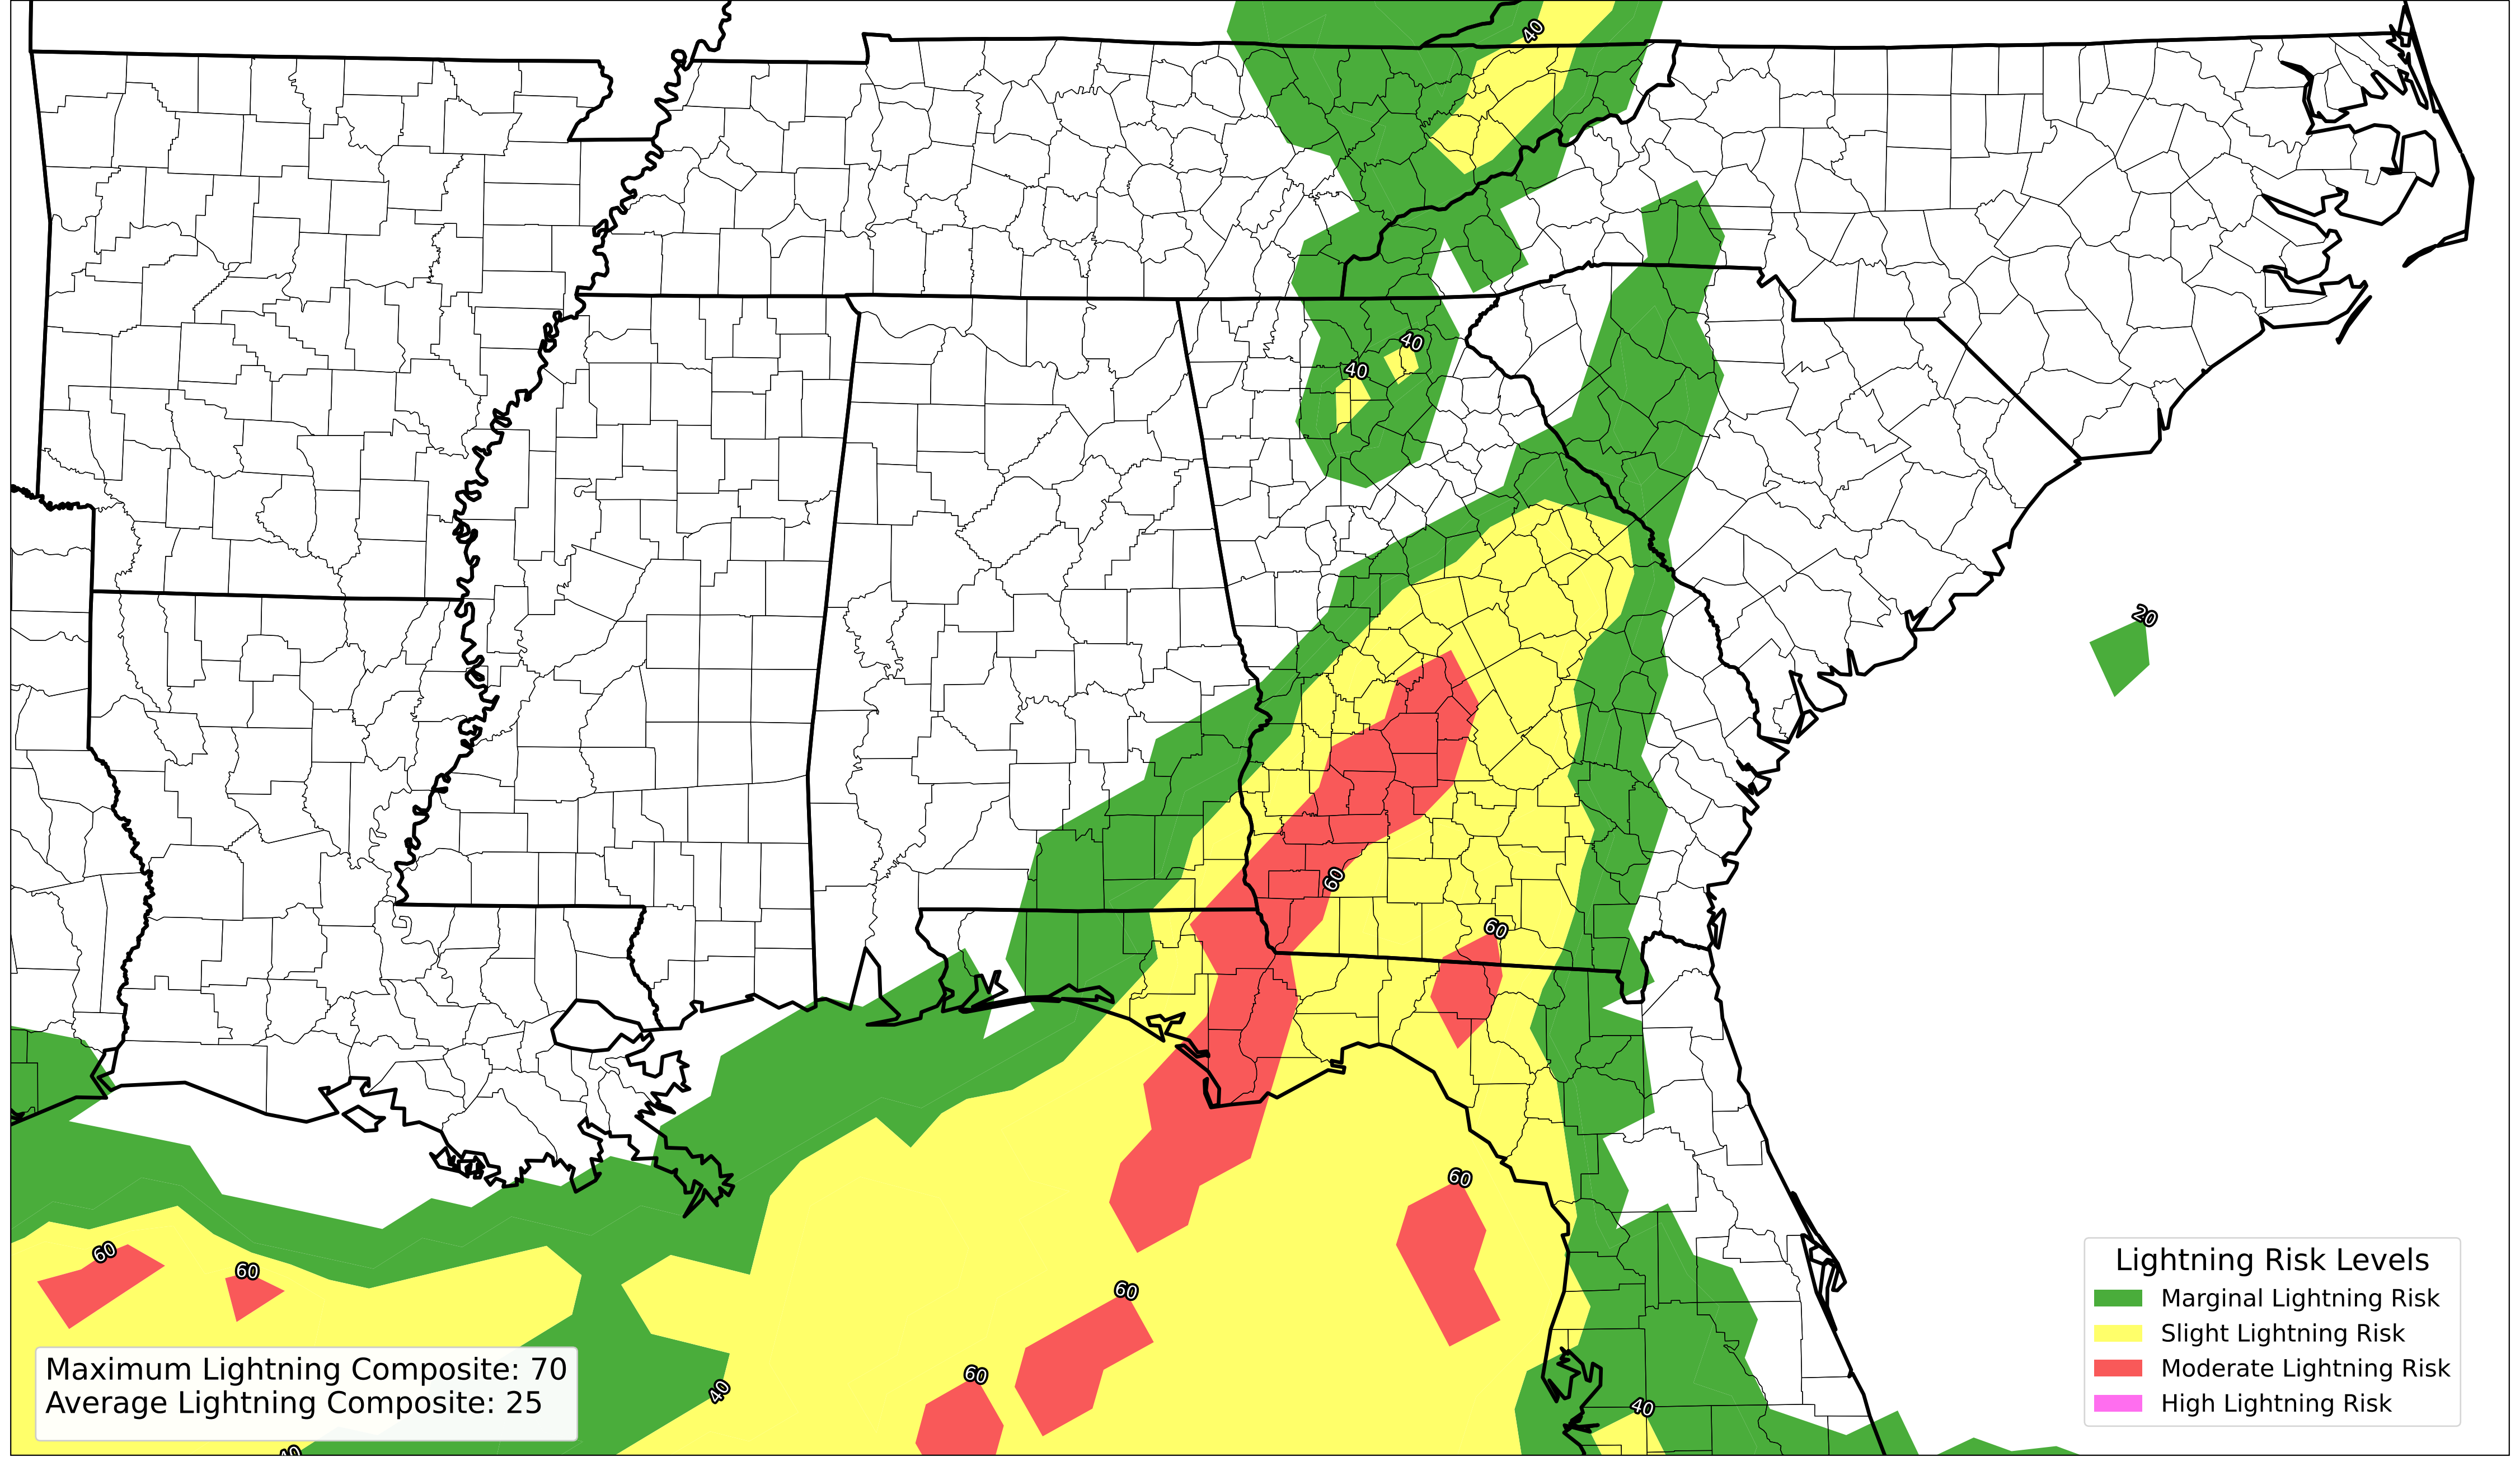 40
40
40
20
60
60
60
60
60
60
60
40
40
40
Maximum Lightning Composite: 70
Average Lightning Composite: 25
Lightning Risk Levels
Marginal Lightning Risk
Slight Lightning Risk
Moderate Lightning Risk
High Lightning Risk